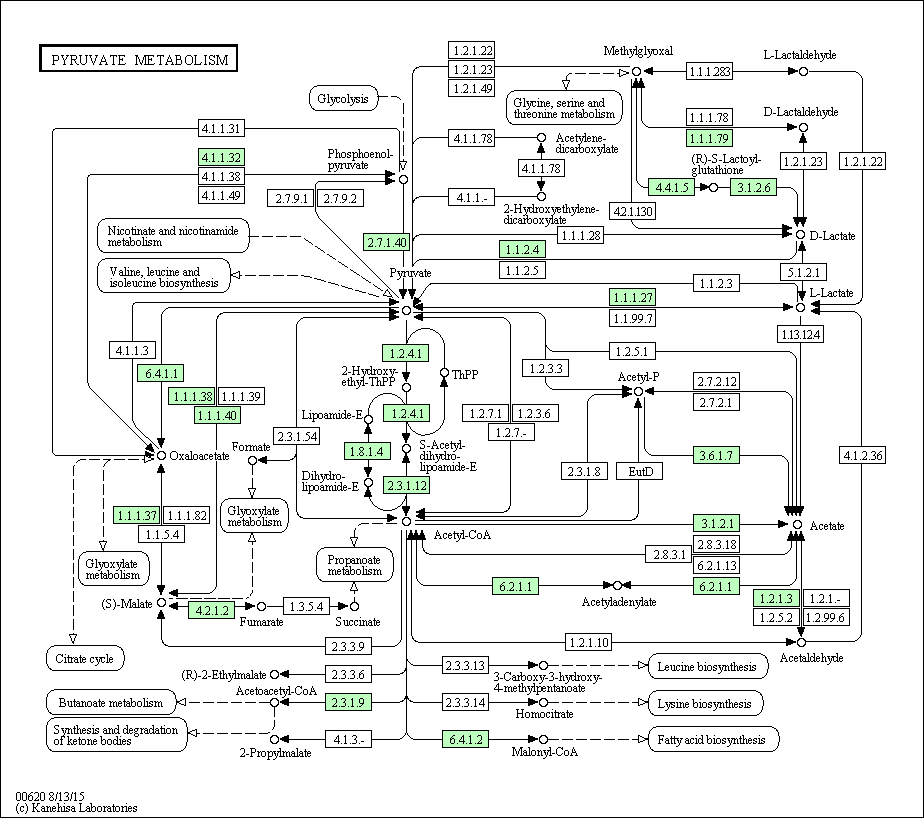 PYRUVATE METABOLISM
1.2.1.22
1.2.1.23
1.2.1.49
Methylglyoxal
1.1.1.283
L-Lactaldehyde
Glycolysis
Glycine, serine and
threonine metabolism
4.1.1.31
4.1.1.32
4.1.1.38
4.1.1.49
Phosphoenol-
pyruvate
2.7.9.1
2.7.9.2
4.1.1.78
Acetylene-
dicarboxylate
4.1.1.78
4.1.1.-
2-Hydroxyethylene-
dicarboxylate
1.1.1.78
1.1.1.79
D-Lactaldehyde
(R)-S-Lactoyl-
glutathione
1.2.1.23
1.2.1.22
4.4.1.5
3.1.2.6
4.2.1.130
Nicotinate and nicotinamide
metabolism
Valine, leucine and
isoleucine biosynthesis
2.7.1.40
Pyruvate
1.1.1.28
1.1.2.4
1.1.2.5
D-Lactate
5.1.2.1
1.1.2.3
L-Lactate
1.1.1.27
1.1.99.7
1.13.12.4
4.1.1.3
6.4.1.1
1.1.1.38
1.1.1.39
1.1.1.40
1.2.4.1
2-Hydroxy-
ethyl-ThPP
ThPP
1.2.5.1
1.2.3.3
Acetyl-P
2.7.2.12
2.7.2.1
Lipoamide-E
1.2.4.1
1.2.7.1
1.2.3.6
1.2.7.-
Oxaloacetate
Formate
2.3.1.54
1.8.1.4
S-Acetyl-
dihydro-
lipoamide-E
Dihydro-
lipoamide-E
2.3.1.12
2.3.1.8
EutD
3.6.1.7
4.1.2.36
Glyoxylate
metabolism
1.1.1.37
1.1.1.82
1.1.5.4
Acetyl-CoA
3.1.2.1
Acetate
2.8.3.18
2.8.3.1
6.2.1.13
Glyoxylate
metabolism
Propanoate
metabolism
6.2.1.1
Acetyladenylate
6.2.1.1
1.2.1.3
1.2.1.-
1.2.5.2
1.2.99.6
(S)-Malate
4.2.1.2
Fumarate
1.3.5.4
Succinate
2.3.3.9
1.2.1.10
Acetaldehyde
Citrate cycle
(R)-2-Ethylmalate
2.3.3.6
2.3.3.13
3-Carboxy-3-hydroxy-
4-methylpentanoate
Leucine biosynthesis
Butanoate metabolism
Acetoacetyl-CoA
2.3.1.9
2.3.3.14
Homocitrate
Lysine biosynthesis
Synthesis and degradation
of ketone bodies
2-Propylmalate
4.1.3.-
6.4.1.2
Malonyl-CoA
Fatty acid biosynthesis
00620 8/13/15
(c) Kanehisa Laboratories